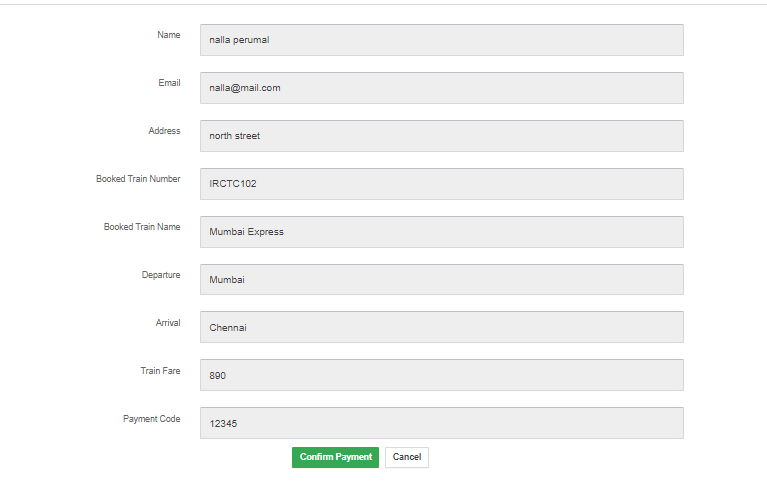 Name
nalla perumal
Email
nalla@mail.com
Address
north street
Booked Train Number
IRCTC102
Booked Train Name
Mumbai Express
Departure
Mumbai
Arrival
Chennai
Train Fare
890
Payment Code
12345
Confirm Payment
Cancel